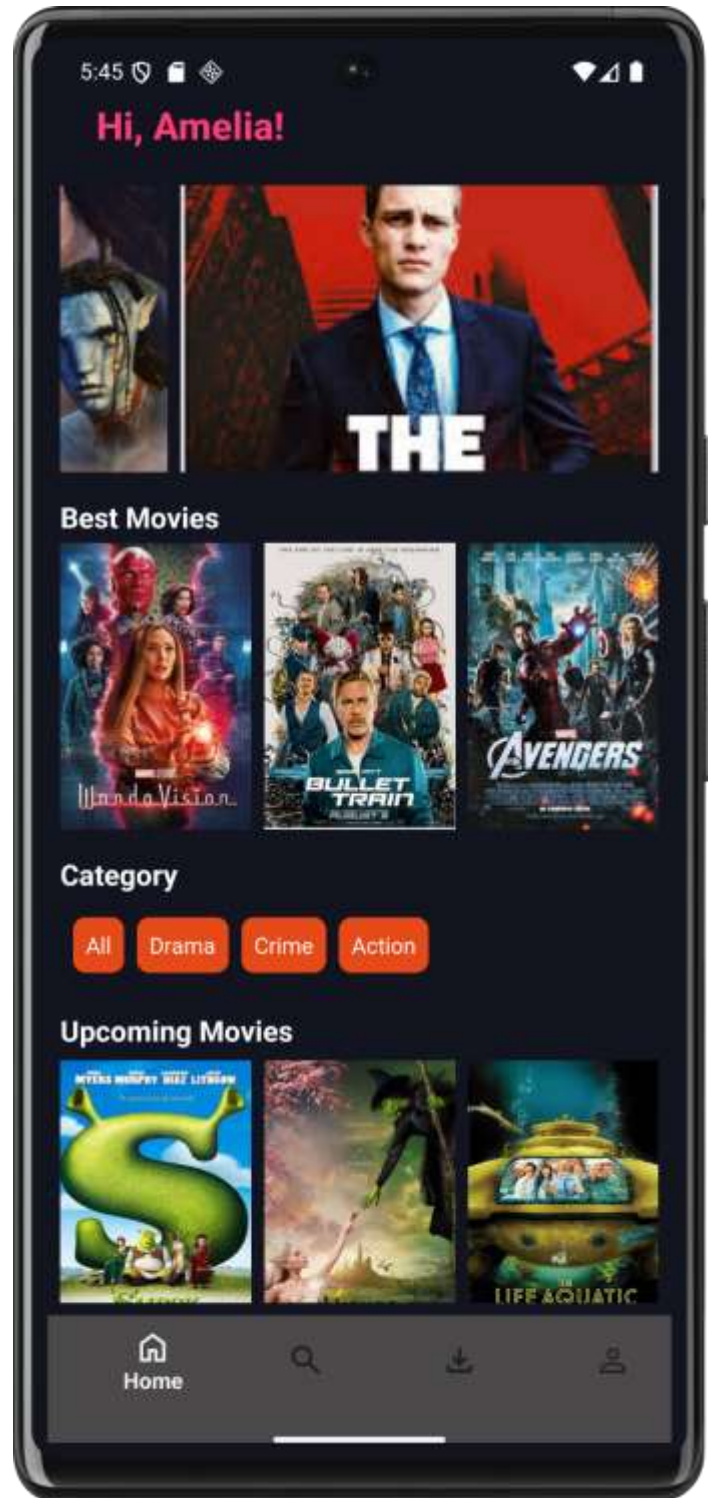 5:45
Hi, Amelia!
THE
Best Movies
WandaVision
BULLET
TRAIN
AVENGERS
Category
All Drama Crime Action
Upcoming Movies
MYERS MURPHY DIAZ LITHGOW
LIFE AQUATIC
Home